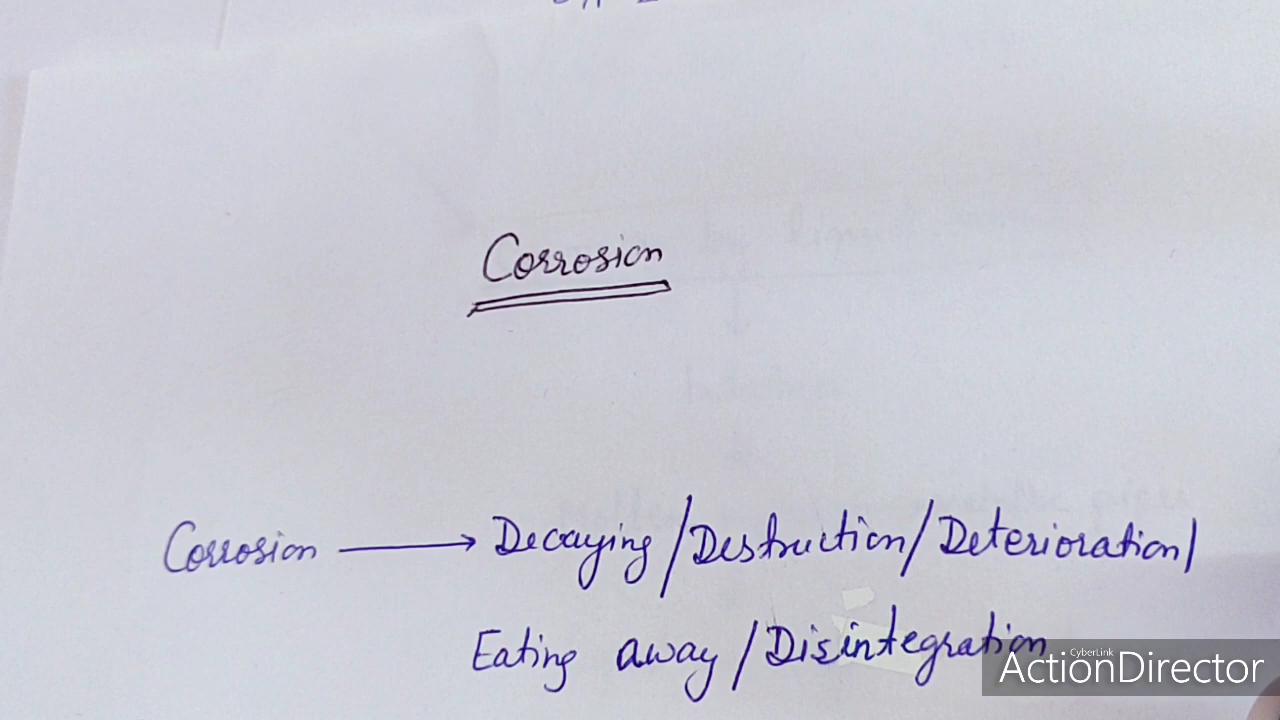 Corrosion
Corrosion → Decaying/Destruction/Deterioration/
Eating away/Disintegration
CyberLink
ActionDirector